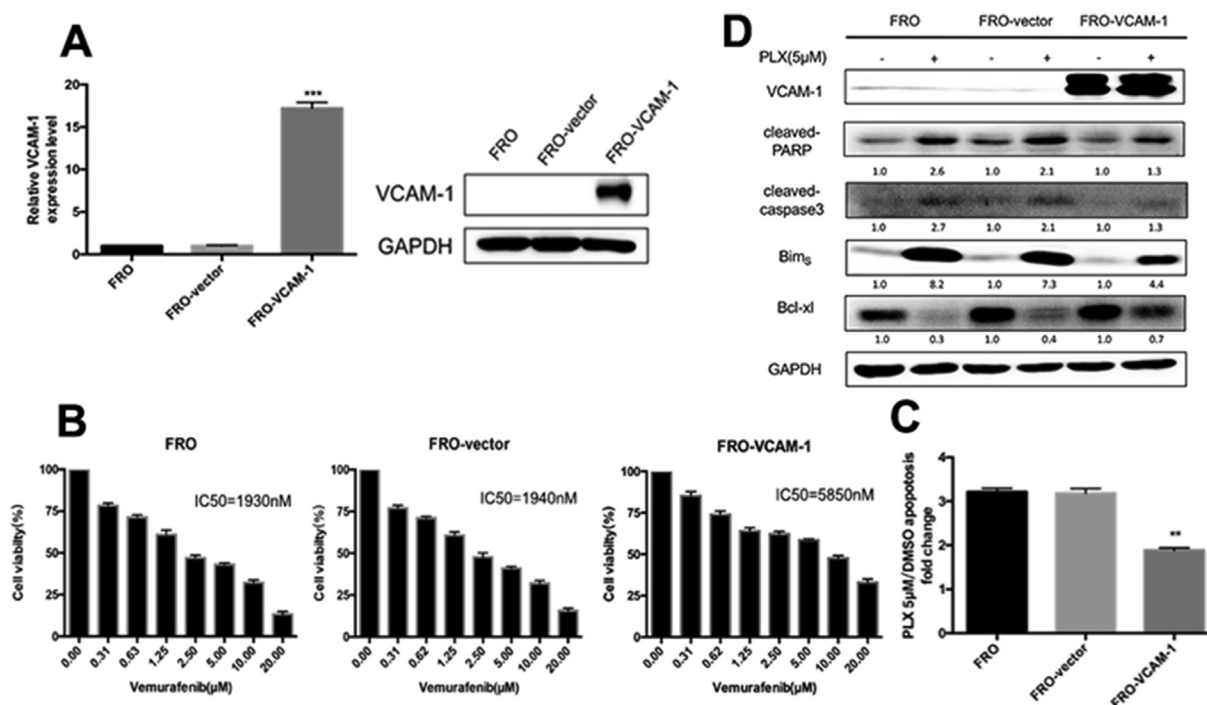 A
Relative VCAM-1
expression level
20
15
10
5
0
***
FRO
FRO-vector
FRO-VCAM-1
FRO
FRO-vector
FRO-VCAM-1
VCAM-1
GAPDH
D
FRO FRO-vector FRO-VCAM-1
PLX(5μM) - + - + - +
VCAM-1
cleaved-
PARP
1.0 2.6 1.0 2.1 1.0 1.3
cleaved-
caspase3
1.0 2.7 1.0 2.1 1.0 1.3
Bims
1.0 8.2 1.0 7.3 1.0 4.4
Bcl-xl
1.0 0.3 1.0 0.4 1.0 0.7
GAPDH
B
FRO
IC50=1930nM
Cell viabilty(%)
100
75
50
25
0
0.00 0.31 0.63 1.25 2.50 5.00 10.00 20.00
Vemurafenib(μM)
FRO-vector
IC50=1940nM
Cell viabilty(%)
100
75
50
25
0
0.00 0.31 0.62 1.25 2.50 5.00 10.00 20.00
Vemurafenib(μM)
FRO-VCAM-1
IC50=5850nM
Cell viabilty(%)
100
75
50
25
0
0.00 0.31 0.62 1.25 2.50 5.00 10.00 20.00
Vemurafenib(μM)
C
PLX 5μM/DMSO apopotosis
fold change
4
3
2
1
0
**
FRO
FRO-vector
FRO-VCAM-1